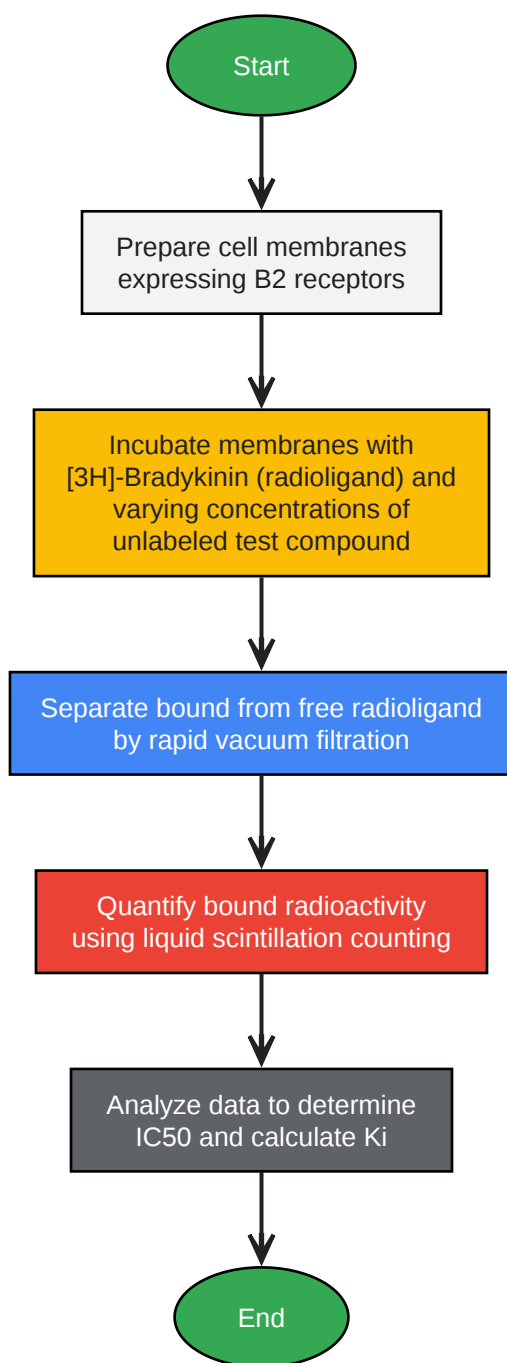 Start
Prepare cell membranes
expressing B2 receptors
Incubate membranes with
[3H]-Bradykinin (radioligand) and
varying concentrations of
unlabeled test compound
Separate bound from free radioligand
by rapid vacuum filtration
Quantify bound radioactivity
using liquid scintillation counting
Analyze data to determine
IC50 and calculate Ki
End